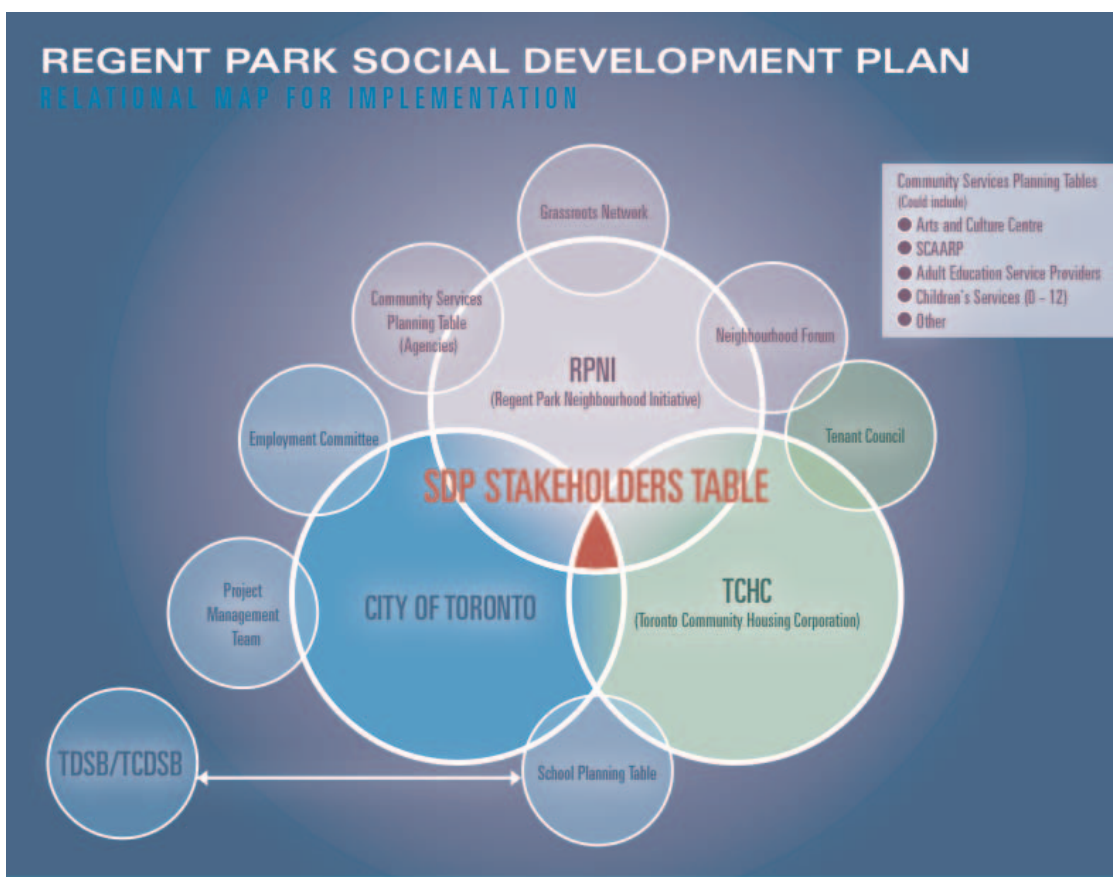 REGENT PARK SOCIAL DEVELOPMENT PLAN
RELATIONAL MAP FOR IMPLEMENTATION
Community Services Planning Tables
(Could include)
● Arts and Culture Centre
● SCAARP
● Adult Education Service Providers
● Children's Services (0 – 12)
● Other
Grassroots Network
Community Services
Planning Table
(Agencies)
Neighbourhood Forum
RPNI
(Regent Park Neighbourhood Initiative)
Employment Committee
Tenant Council
SDP STAKEHOLDERS TABLE
Project
Management
Team
CITY OF TORONTO
TCHC
(Toronto Community Housing Corporation)
TDSB/TCDSB
School Planning Table